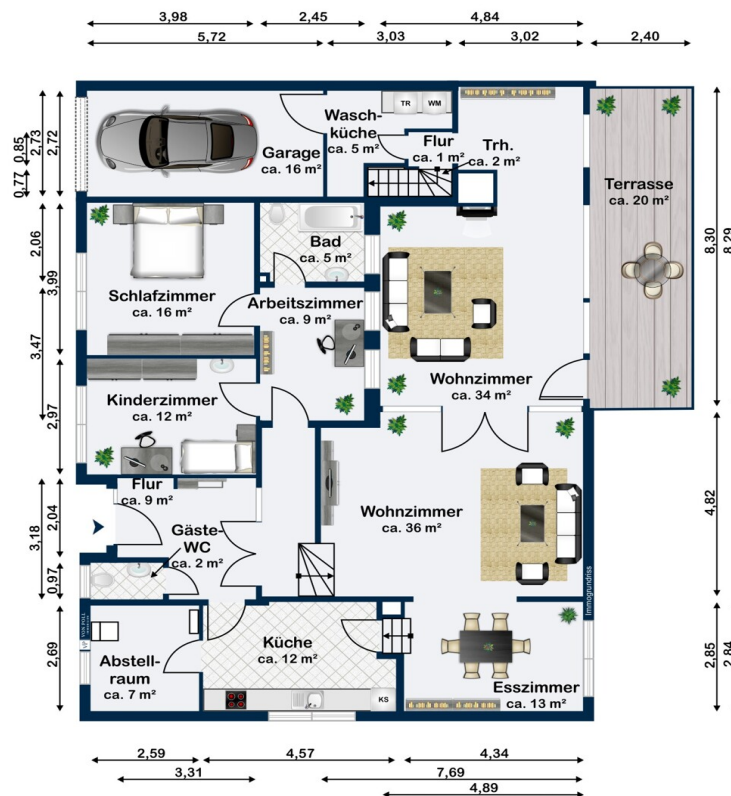 3,98 2,45 4,84
5,72 3,03 3,02 2,40
TR WM
Wasch-
küche
ca. 5 m²
Flur
ca. 1 m²
Trh.
ca. 2 m²
Garage
ca. 16 m²
Terrasse
ca. 20 m²
0,85
0,77
2,73
2,72
Bad
ca. 5 m²
Schlafzimmer
ca. 16 m²
Arbeitszimmer
ca. 9 m²
2,06
3,99
3,47
8,30
8,29
Wohnzimmer
ca. 34 m²
Kinderzimmer
ca. 12 m²
2,97
Flur
ca. 9 m²
Gäste-
WC
ca. 2 m²
Wohnzimmer
ca. 36 m²
3,18
2,04
0,97
4,82
Immogrundriss
Küche
ca. 12 m²
Abstell-
raum
ca. 7 m²
KS
Esszimmer
ca. 13 m²
2,69
2,85
2,84
2,59 4,57 4,34
3,31 7,69
4,89